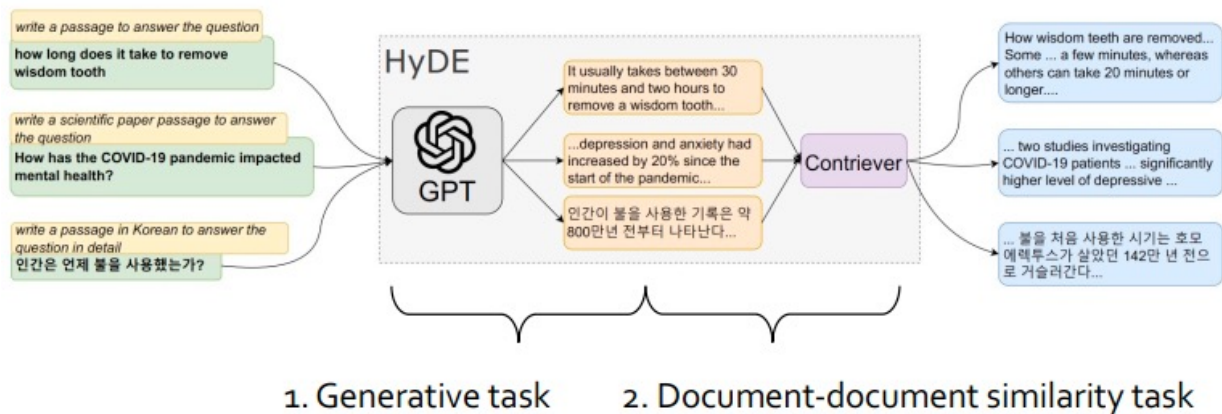 write a passage to answer the question
how long does it take to remove
wisdom tooth
write a scientific paper passage to answer
the question
How has the COVID-19 pandemic impacted
mental health?
write a passage in Korean to answer the
question in detail
인간은 언제 불을 사용했는가?
HyDE
GPT
It usually takes between 30
minutes and two hours to
remove a wisdom tooth...
...depression and anxiety had
increased by 20% since the
start of the pandemic...
인간이 불을 사용한 기록은 약
800만년 전부터 나타난다...
Contriever
How wisdom teeth are removed...
Some ... a few minutes, whereas
others can take 20 minutes or
longer....
... two studies investigating
COVID-19 patients ... significantly
higher level of depressive ...
... 불을 처음 사용한 시기는 호모
에렉투스가 살았던 142만 년 전으
로 거슬러간다...
1. Generative task
2. Document-document similarity task